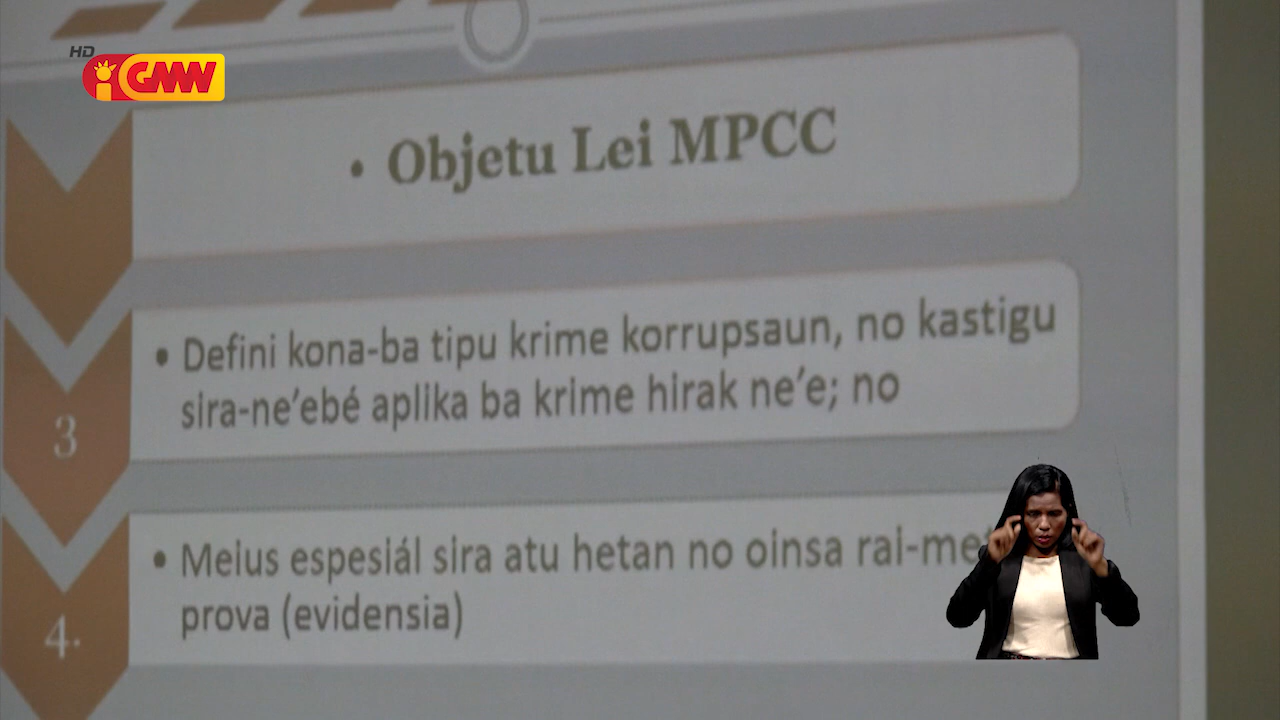 HD
GMN
• Objetu Lei MPCC
• Defini kona-ba tipu krime korrupsaun, no kastigu
sira-ne’ebé aplika ba krime hirak ne’e; no
3
• Meius espesiál sira atu hetan no oinsa
prova (evidensia)
4.